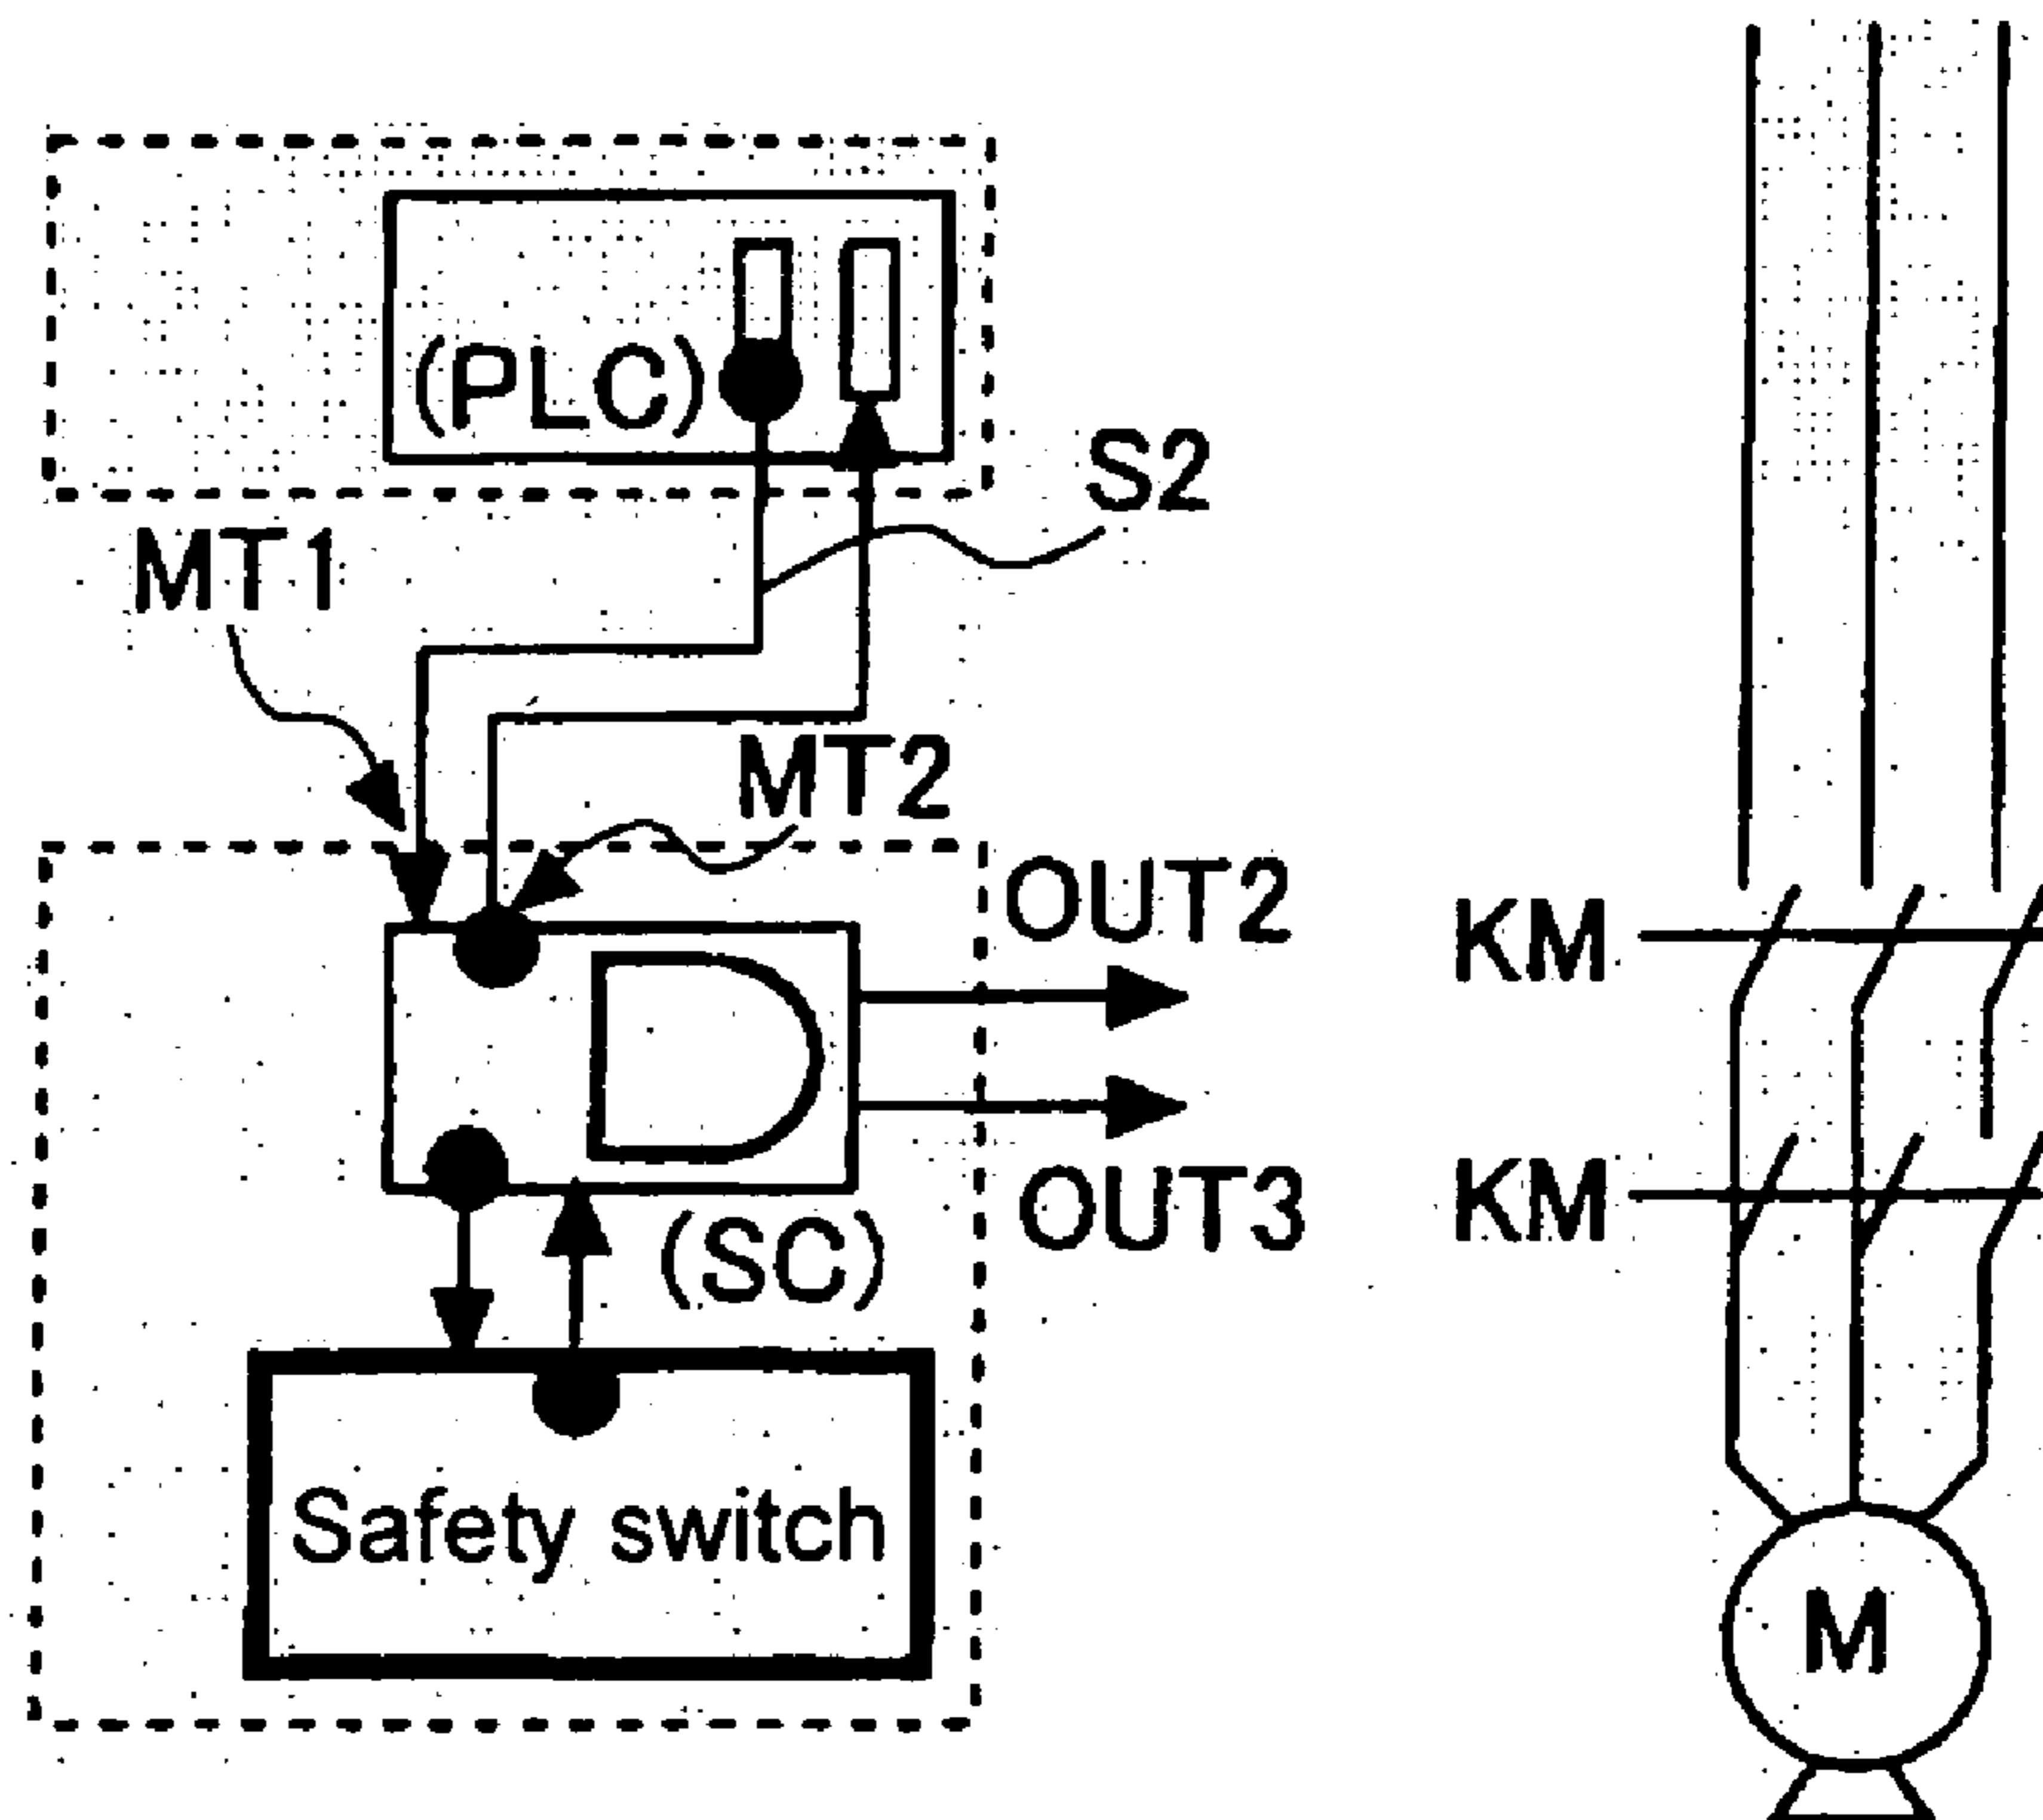 (PLC)
S2
MT1
MT2
OUT2
KM
OUT3
KM
(SC)
Safety switch
M